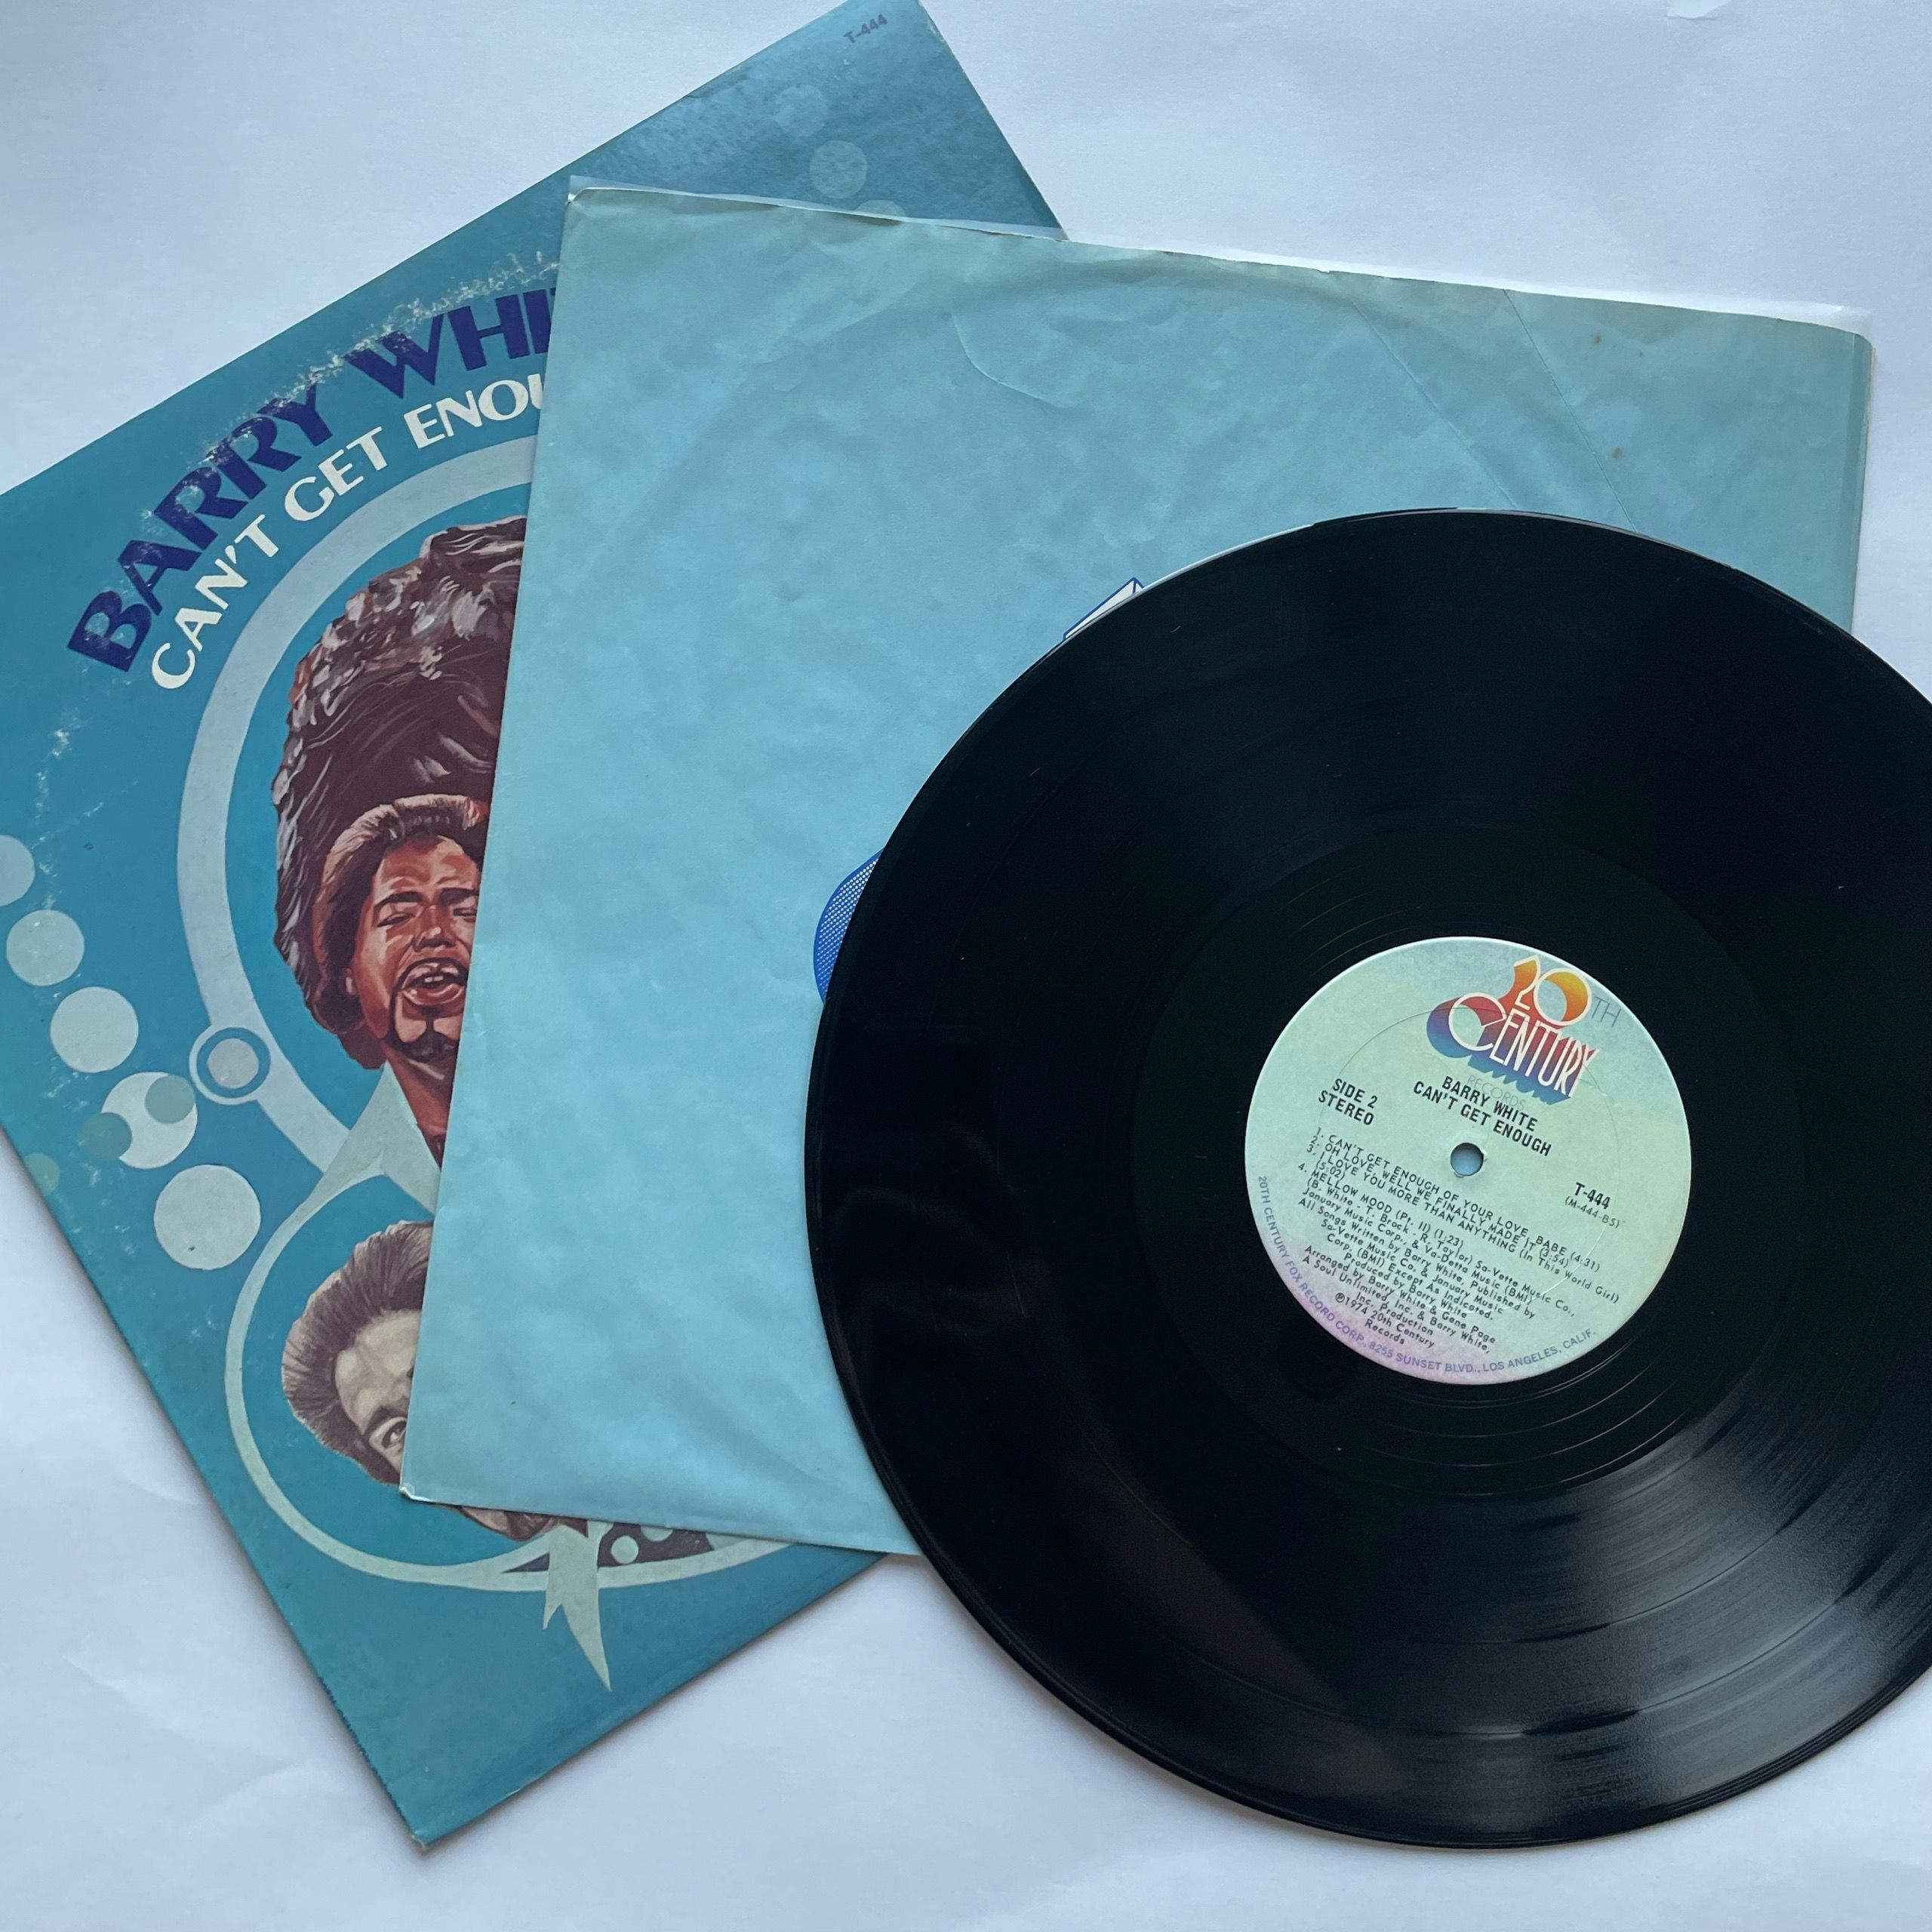 T-444
BARRY WHI
CAN'T GET ENOU
20TH
CENTURY
RECORDS
BARRY WHITE
CAN'T GET ENOUGH
SIDE 2
STEREO
T-444
(M-444-BS)
1. CAN'T GET ENOUGH OF YOUR LOVE, BABE (4:31)
2. OH LOVE, WELL WE FINALLY MADE IT (3:54)
3. I LOVE YOU MORE THAN ANYTHING (In This World Girl)
(5:02)
4. MELLOW MOOD (Pt. II) (1:23)
(B. White - T. Brock - R. Taylor) Sa-Vette Music Co.,
January Music Corp., & Va-Detta Music (BMI)
All Songs Written by Barry White, Published by
Sa-Vette Music Co. & January Music
Corp. (BMI) Except As Indicated.
Produced by Barry White
Arranged by Barry White & Gene Page
A Soul Unlimited, Inc. & Barry White,
Inc. Production
℗1974 20th Century
Records
20TH CENTURY FOX RECORD CORP., 8255 SUNSET BLVD., LOS ANGELES, CALIF.